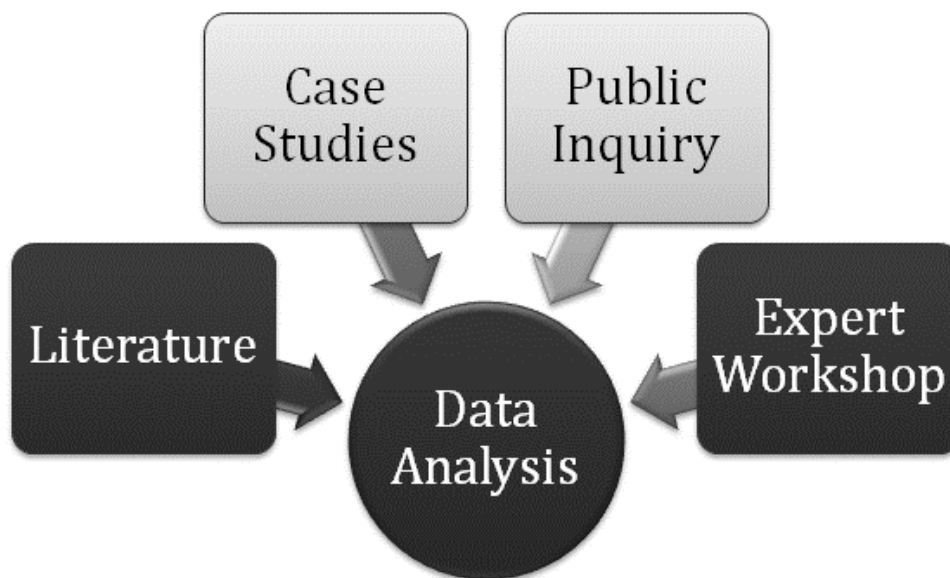 Case
Studies
Public
Inquiry
Literature
Expert
Workshop
Data
Analysis